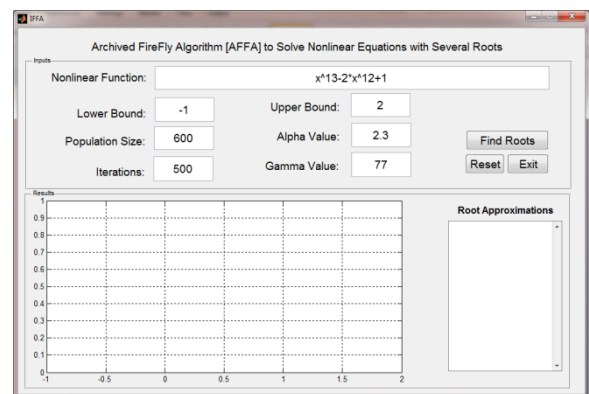 IFFA
Archived FireFly Algorithm [AFFA] to Solve Nonlinear Equations with Several Roots
Inputs
Nonlinear Function: x^13-2*x^12+1
Lower Bound: -1 Upper Bound: 2
Population Size: 600 Alpha Value: 2.3 Find Roots
Iterations: 500 Gamma Value: 77 Reset Exit
Results
Root Approximations
1
0.9
0.8
0.7
0.6
0.5
0.4
0.3
0.2
0.1
0
-1 -0.5 0 0.5 1 1.5 2